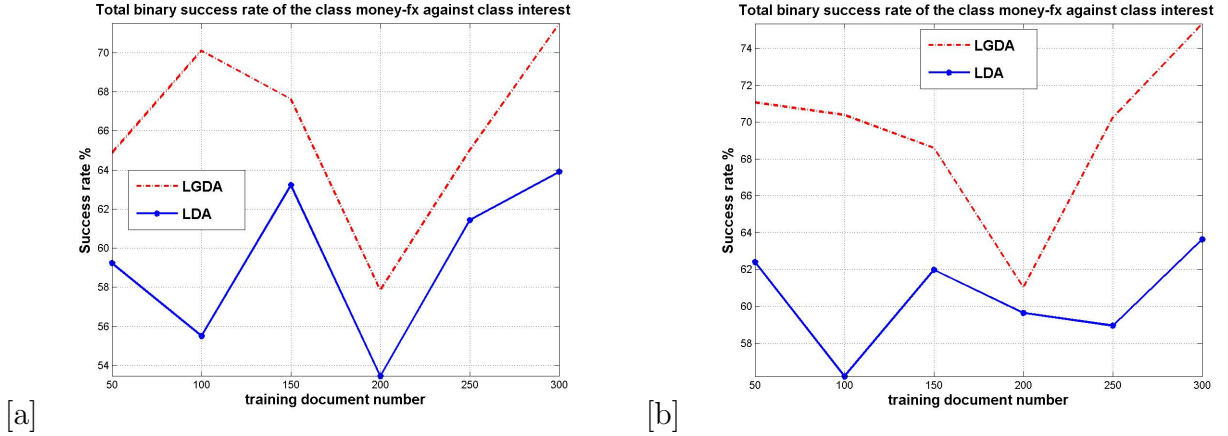 Total binary success rate of the class money-fx against class interest
70
68
66
64
62
60
58
56
54
Success rate %
LGDA
LDA
50 100 150 200 250 300
training document number
[a]
Total binary success rate of the class money-fx against class interest
74
72
70
68
66
64
62
60
58
Success rate %
LGDA
LDA
50 100 150 200 250 300
training document number
[b]